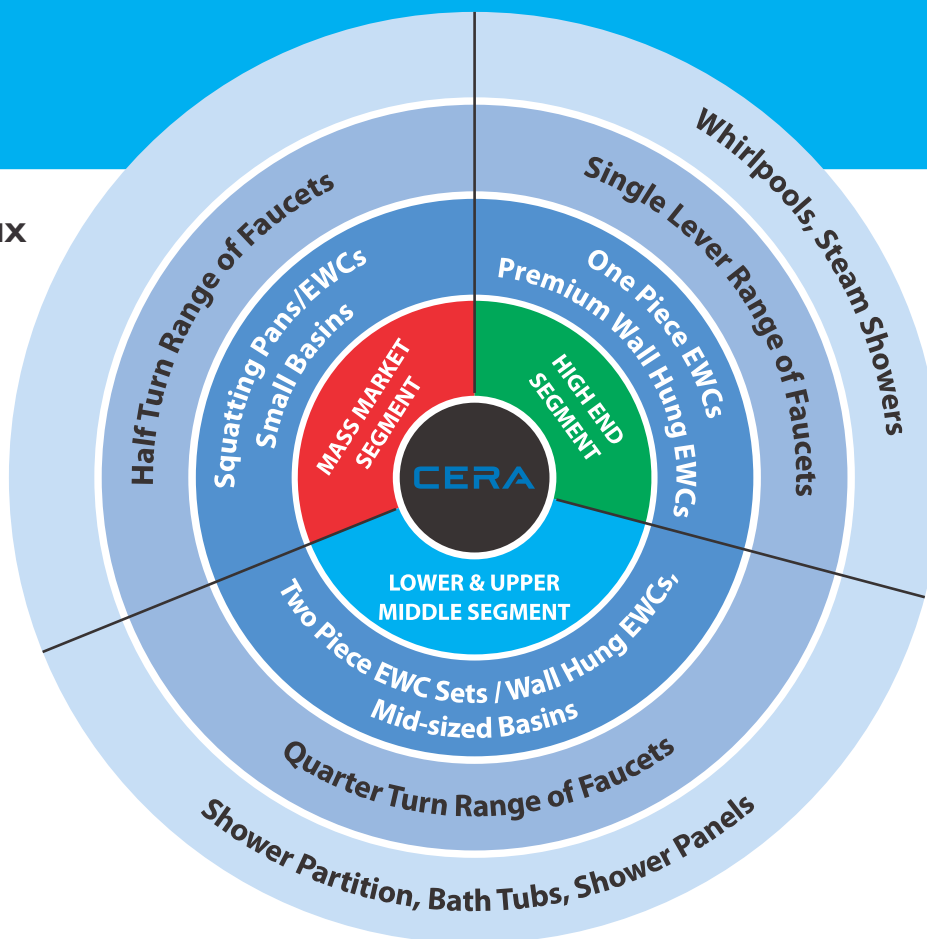 Whirlpools, Steam Showers
Single Lever Range of Faucets
One Piece EWCs
Premium Wall Hung EWCs
HIGH END
SEGMENT
Half Turn Range of Faucets
Squatting Pans/EWCs
Small Basins
MASS MARKET
SEGMENT
CERA
LOWER & UPPER
MIDDLE SEGMENT
Two Piece EWC Sets / Wall Hung EWCs,
Mid-sized Basins
Quarter Turn Range of Faucets
Shower Partition, Bath Tubs, Shower Panels